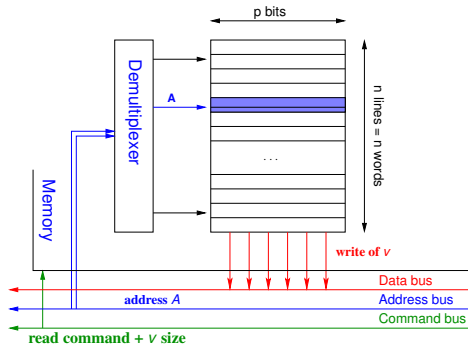 p bits
Demultiplexer
A
n lines = n words
...
Memory
write of v
Data bus
address A
Address bus
Command bus
read command + v size